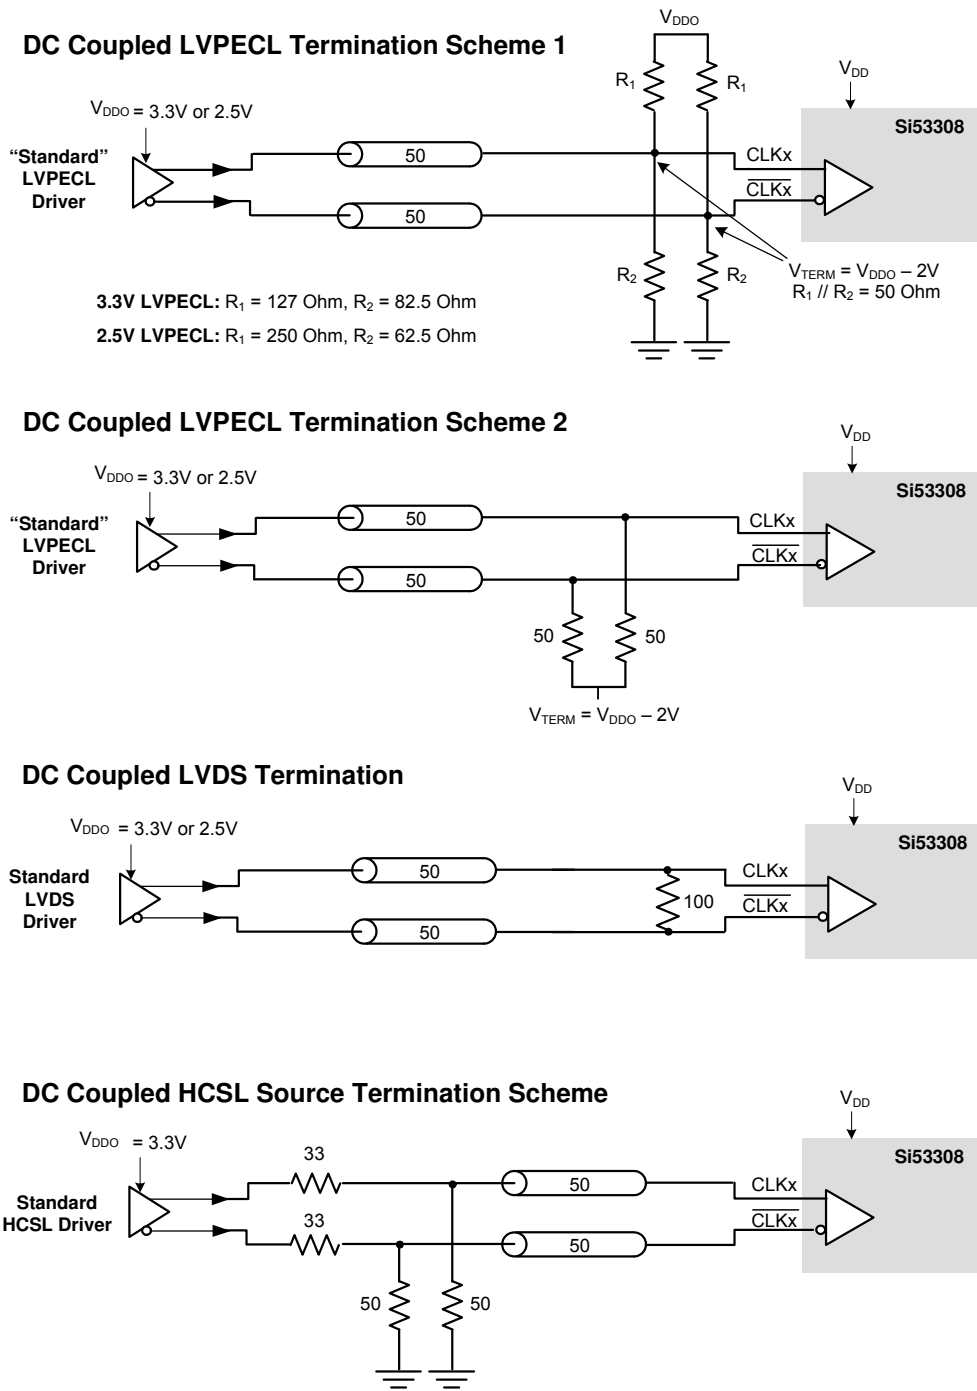 DC Coupled LVPECL Termination Scheme 1
VDDO
VDD
R1
R1
VDDO = 3.3V or 2.5V
Si53308
“Standard”
LVPECL
Driver
50
CLKx
CLKx
50
R2
R2
VTERM = VDDO – 2V
R1 // R2 = 50 Ohm
3.3V LVPECL: R1 = 127 Ohm, R2 = 82.5 Ohm
2.5V LVPECL: R1 = 250 Ohm, R2 = 62.5 Ohm
DC Coupled LVPECL Termination Scheme 2
VDD
VDDO = 3.3V or 2.5V
Si53308
“Standard”
LVPECL
Driver
50
CLKx
CLKx
50
50
50
VTERM = VDDO – 2V
DC Coupled LVDS Termination
VDD
VDDO = 3.3V or 2.5V
Si53308
Standard
LVDS
Driver
50
CLKx
100
CLKx
50
DC Coupled HCSL Source Termination Scheme
VDD
VDDO = 3.3V
33
Si53308
Standard
HCSL Driver
50
CLKx
33
CLKx
50
50
50